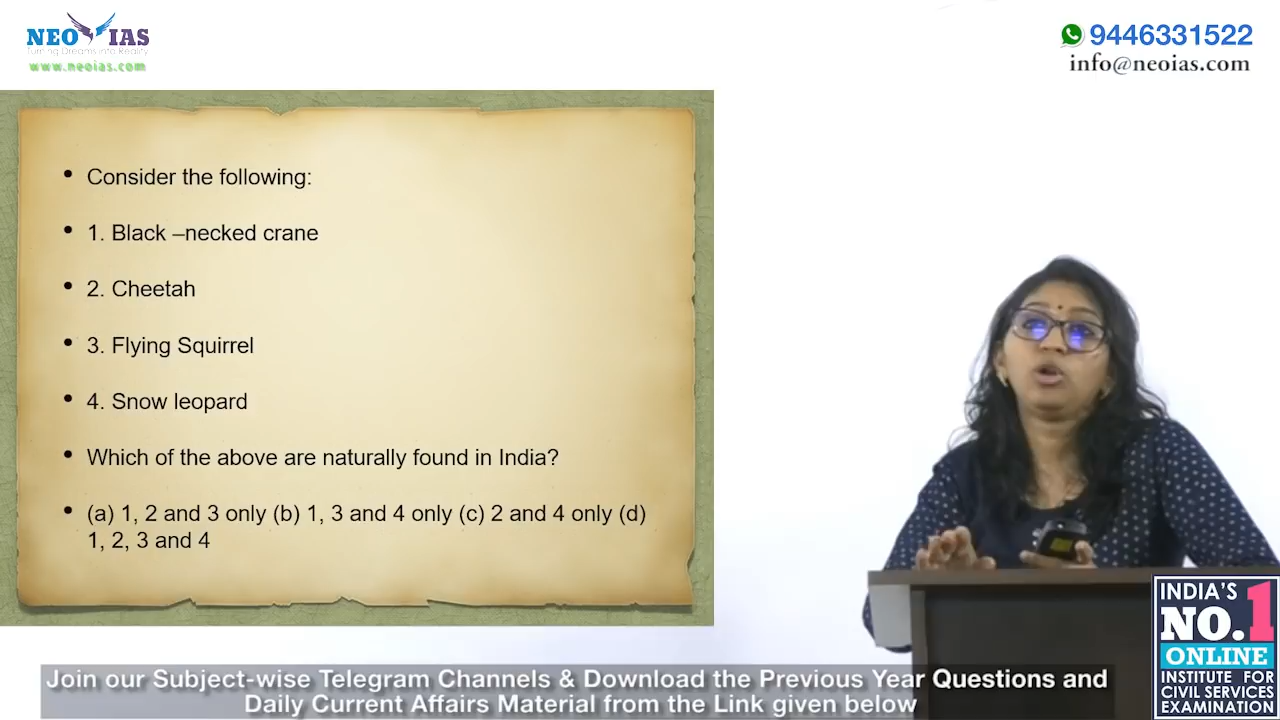 NEO IAS
Turning Dreams into Reality
www.neoias.com
9446331522
info@neoias.com
• Consider the following:
• 1. Black –necked crane
• 2. Cheetah
• 3. Flying Squirrel
• 4. Snow leopard
• Which of the above are naturally found in India?
• (a) 1, 2 and 3 only (b) 1, 3 and 4 only (c) 2 and 4 only (d)
1, 2, 3 and 4
INDIA'S
NO.1
ONLINE
INSTITUTE FOR
CIVIL SERVICES
EXAMINATION
Join our Subject-wise Telegram Channels & Download the Previous Year Questions and
Daily Current Affairs Material from the Link given below